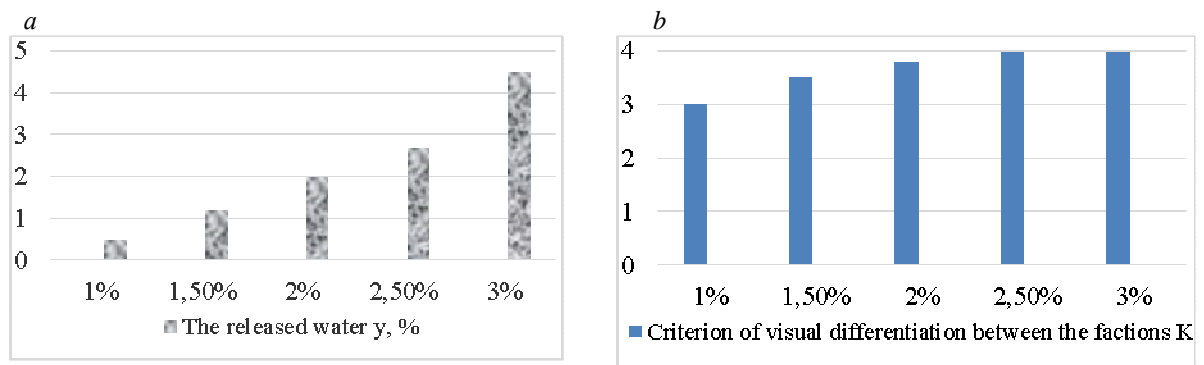 a
5
4
3
2
1
0
1% 1,50% 2% 2,50% 3%
The released water y, %
b
4
3
2
1
0
1% 1,50% 2% 2,50% 3%
Criterion of visual differentiation between the factions K